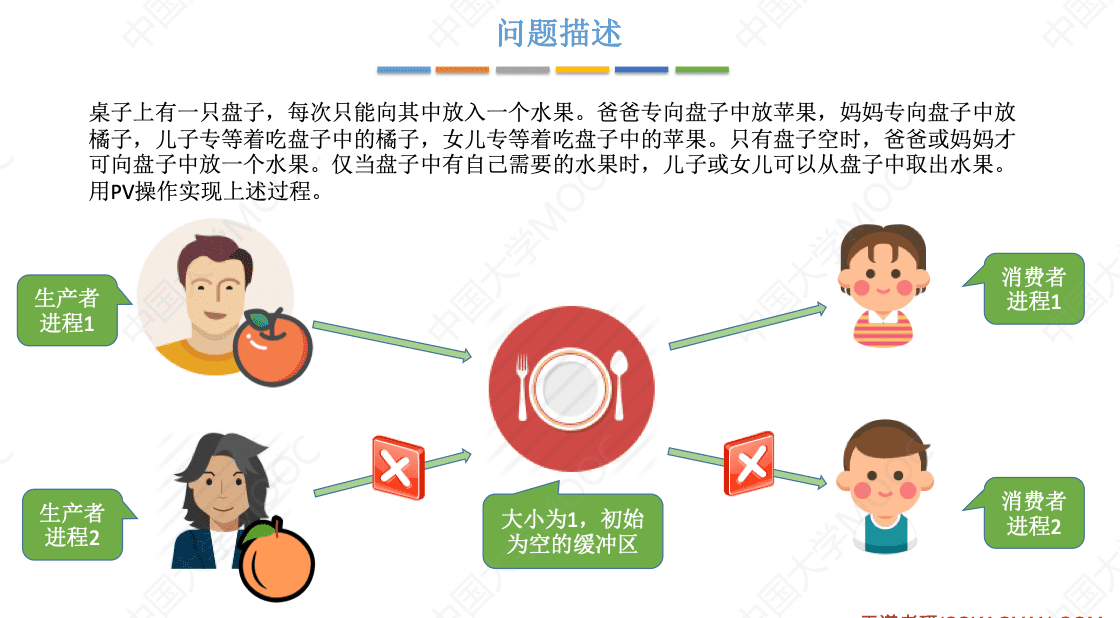 问题描述
桌子上有一只盘子，每次只能向其中放入一个水果。爸爸专向盘子中放苹果，妈妈专向盘子中放
橘子，儿子专等着吃盘子中的橘子，女儿专等着吃盘子中的苹果。只有盘子空时，爸爸或妈妈才
可向盘子中放一个水果。仅当盘子中有自己需要的水果时，儿子或女儿可以从盘子中取出水果。
用PV操作实现上述过程。
生产者
进程1
消费者
进程1
生产者
进程2
大小为1，初始
为空的缓冲区
消费者
进程2
中国大学MOOC